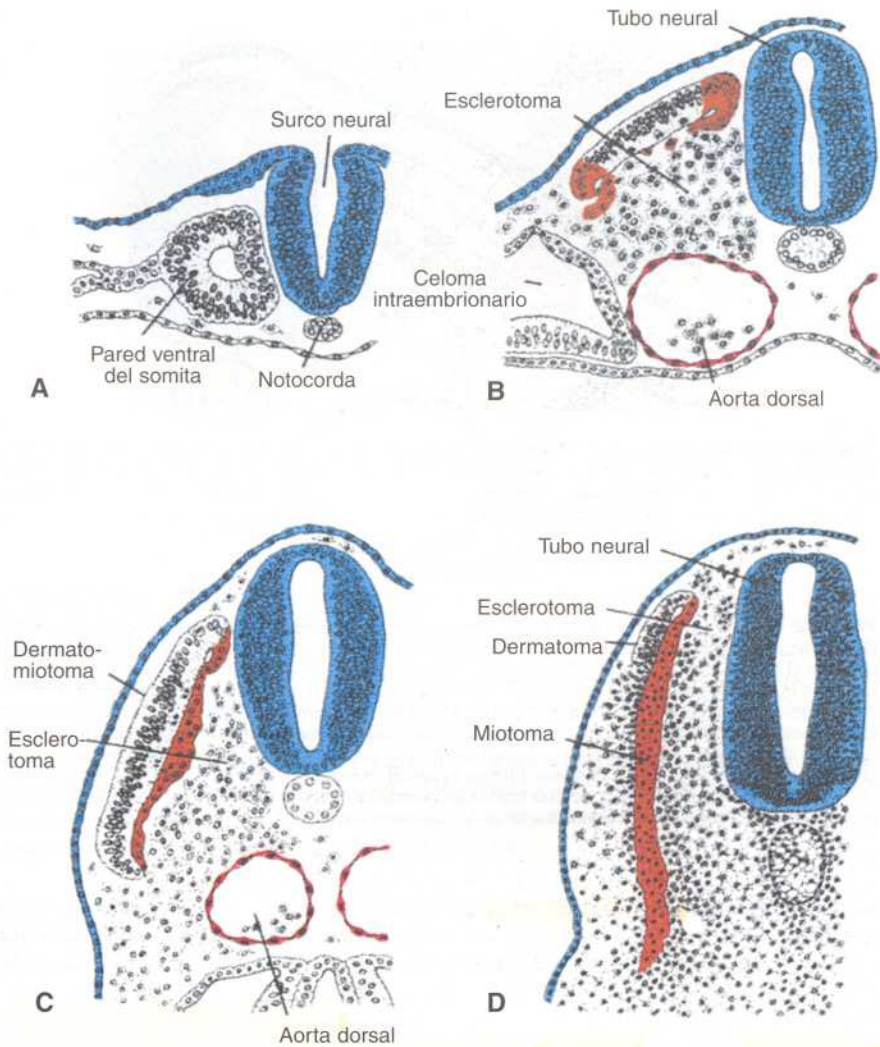 Surco neural
Pared ventral
del somita
Notocorda
A
Tubo neural
Esclerotoma
Celoma
intraembrionario
Aorta dorsal
B
Dermato-
miotoma
Esclero-
toma
Aorta dorsal
C
Tubo neural
Esclerotoma
Dermatoma
Miotoma
D